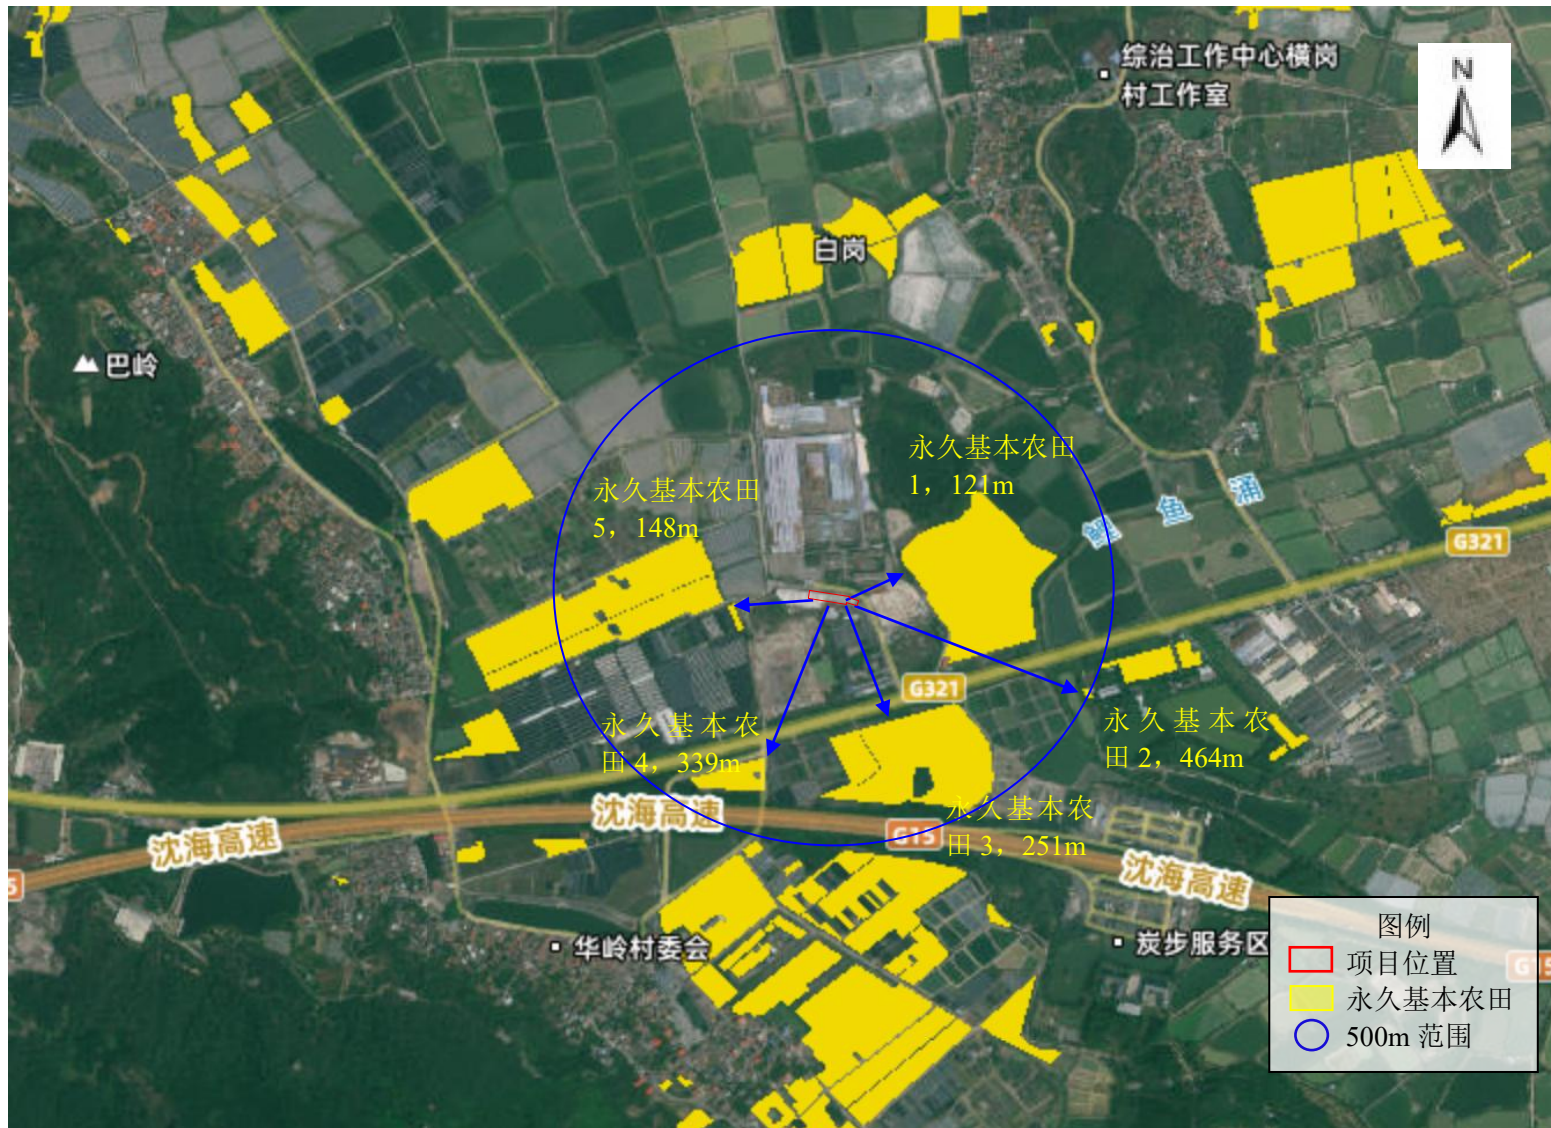 综治工作中心横岗
村工作室
N
白岗
巴岭
永久基本农田
1，121m
永久基本农田
5，148m
鲤鱼涌
G321
G321
永久基本农
田 4，339m
永久基本农
田 2，464m
永久基本农
田 3，251m
沈海高速
沈海高速
G15
沈海高速
华岭村委会
炭步服务区
G15
图例
项目位置
永久基本农田
500m 范围